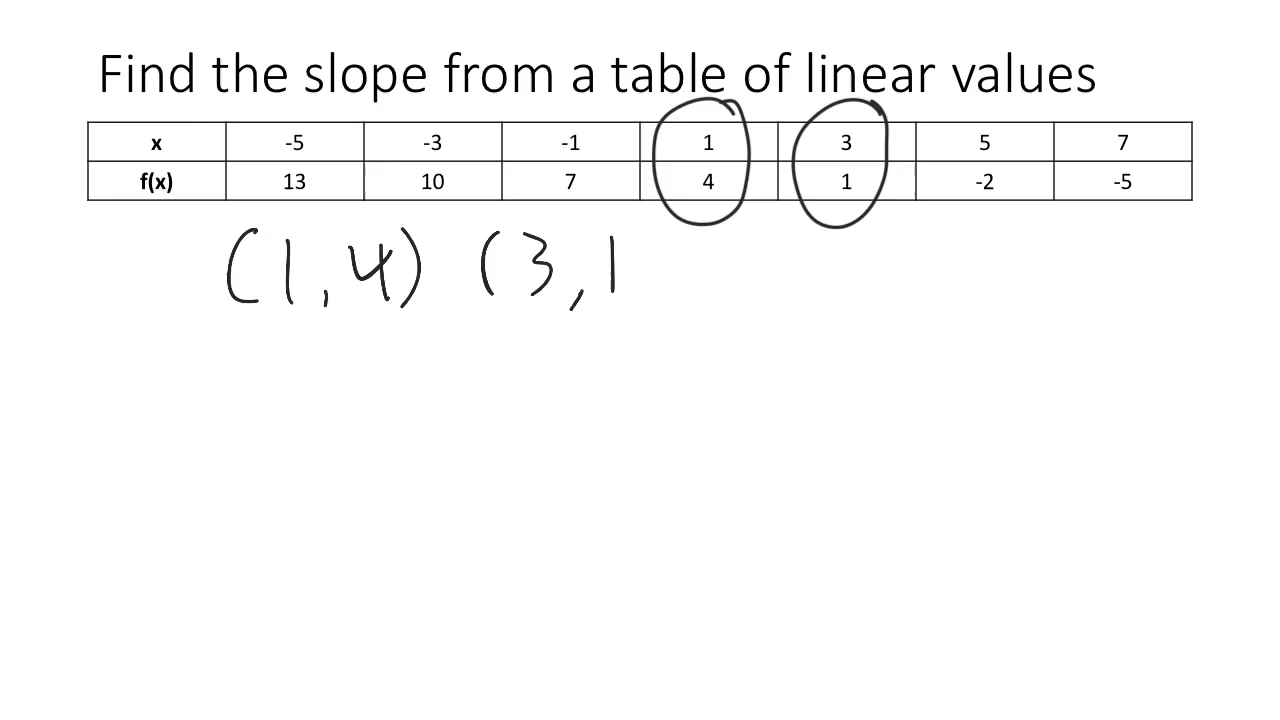 Find the slope from a table of linear values
x -5 -3 -1 1 3 5 7
f(x) 13 10 7 4 1 -2 -5
(1,4) (3,1